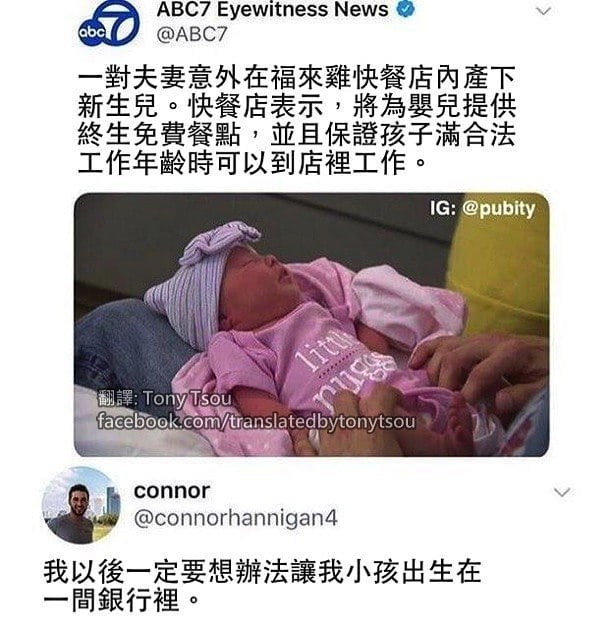 ABC7 Eyewitness News
abc 7
@ABC7
一對夫妻意外在福來雞快餐店內產下
新生兒。快餐店表示，將為嬰兒提供
終生免費餐點，並且保證孩子滿合法
工作年齡時可以到店裡工作。
IG: @pubity
little
nugget
翻譯: Tony Tsou
facebook.com/translatedbytonytsou
connor
@connorhannigan4
我以後一定要想辦法讓我小孩出生在
一間銀行裡。